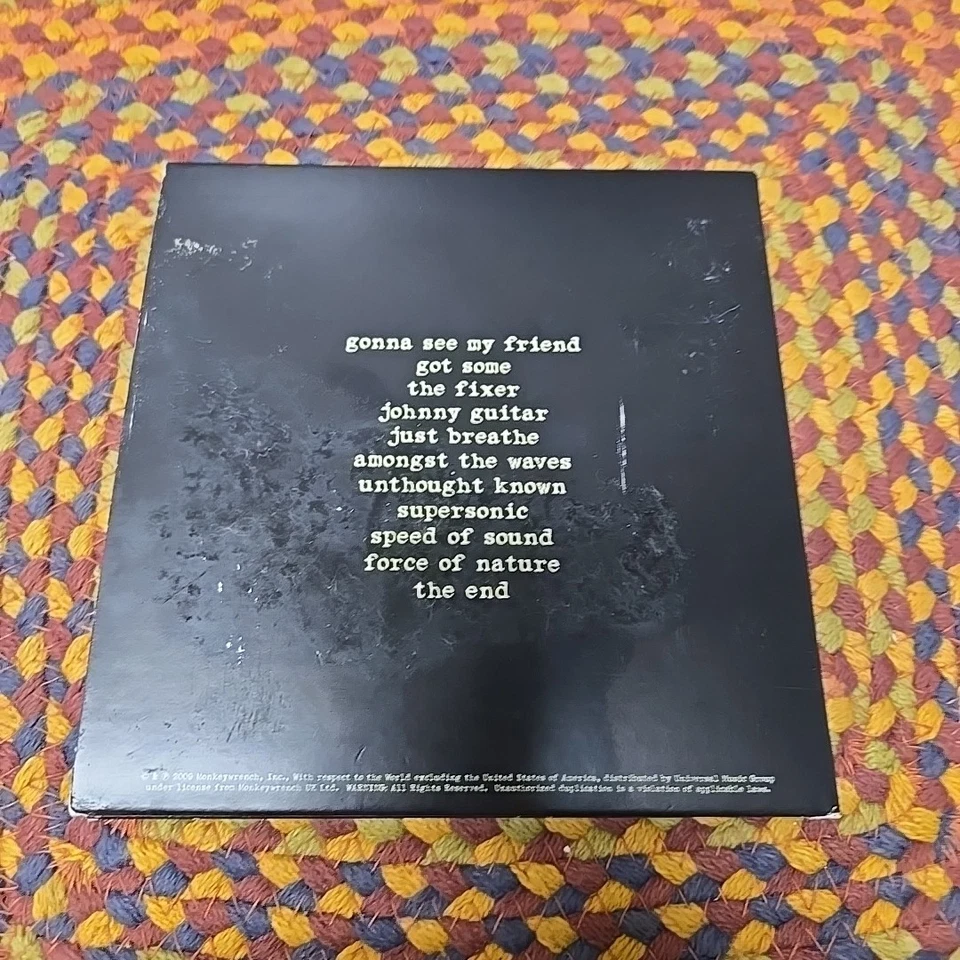 gonna see my friend
got some
the fixer
johnny guitar
just breathe
amongst the waves
unthought known
supersonic
speed of sound
force of nature
the end
© & ℗ 2009 Monkeywrench, Inc., With respect to the World excluding the United States of America, distributed by Universal Music Group
under license from Monkeywrench UK Ltd. WARNING: All Rights Reserved. Unauthorized duplication is a violation of applicable laws.